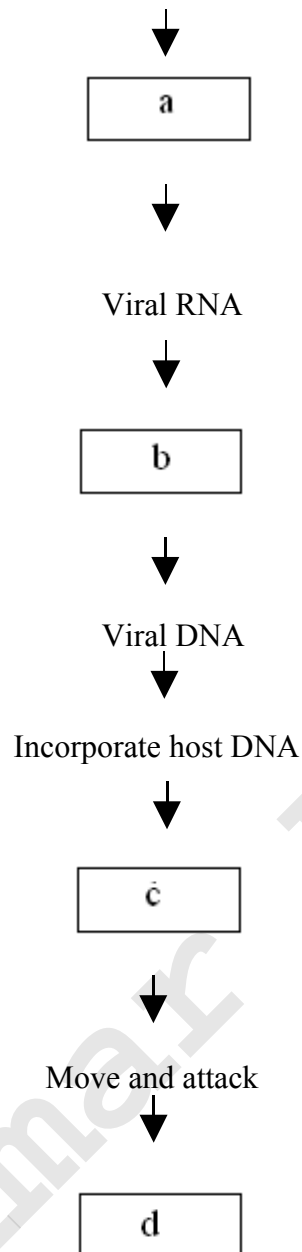 a
Viral RNA
b
Viral DNA
Incorporate host DNA
c
Move and attack
d